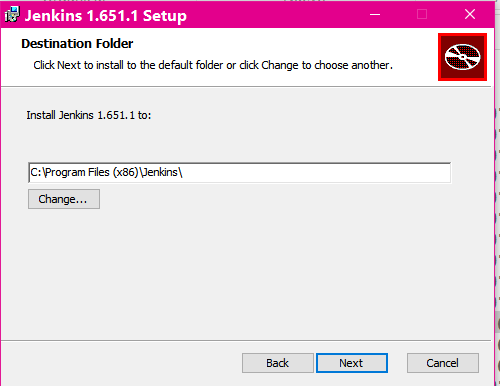 Jenkins 1.651.1 Setup
Destination Folder
Click Next to install to the default folder or click Change to choose another.
Install Jenkins 1.651.1 to:
C:\Program Files (x86)\Jenkins\
Change...
Back Next Cancel